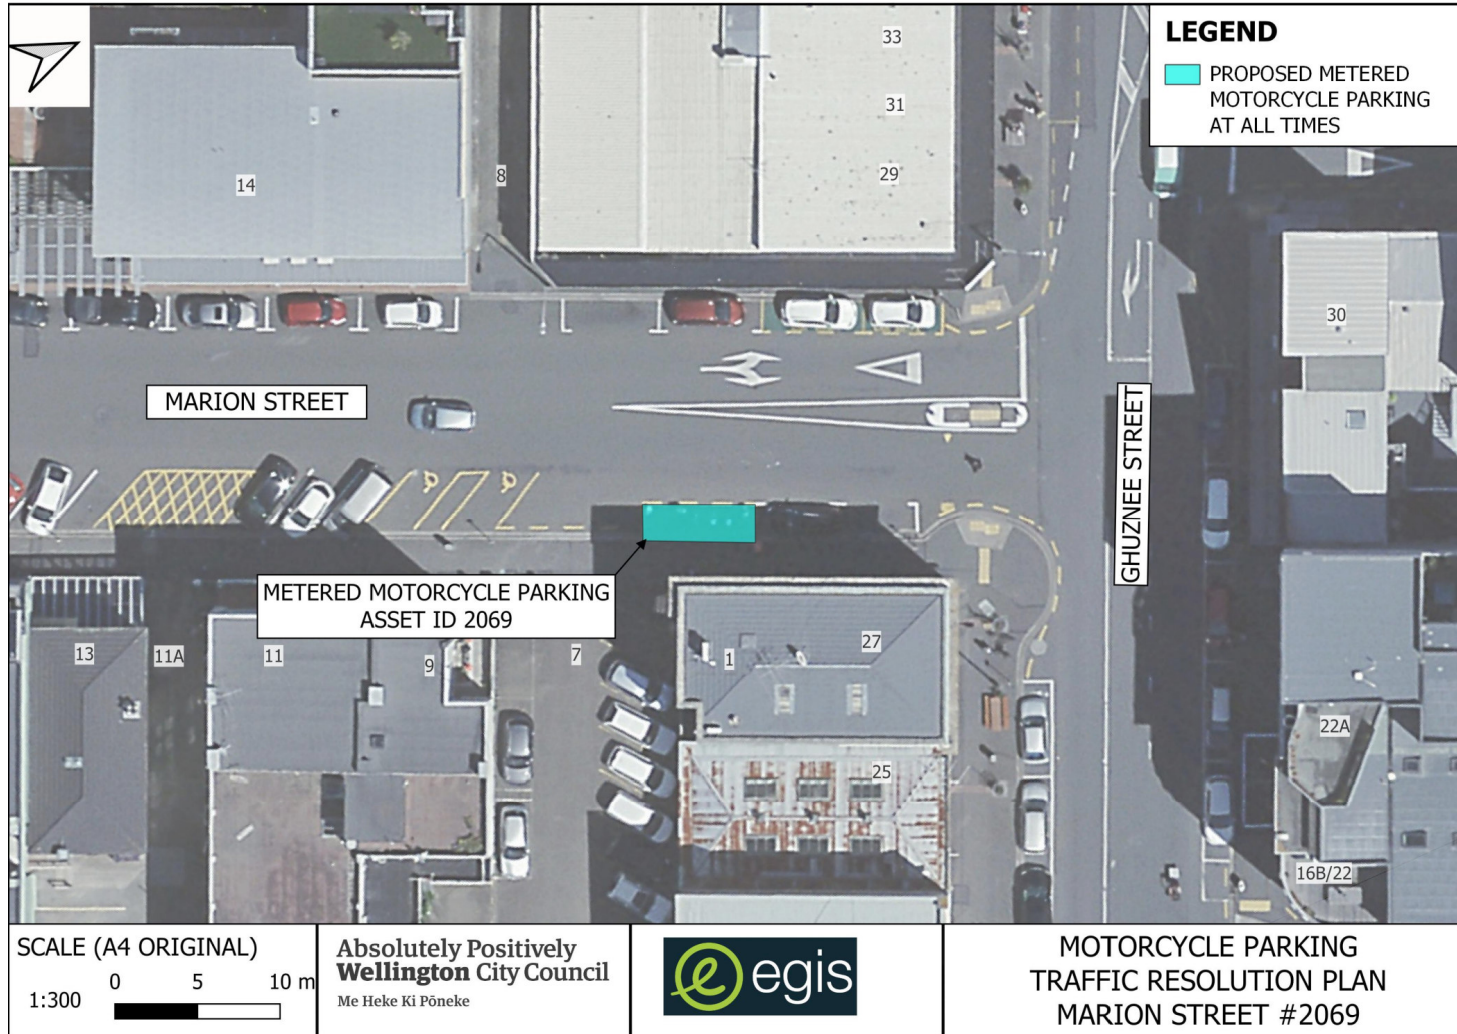 LEGEND
PROPOSED METERED
MOTORCYCLE PARKING
AT ALL TIMES
33
31
29
14
8
30
MARION STREET
GHUZNEE STREET
METERED MOTORCYCLE PARKING
ASSET ID 2069
13
11A
11
9
7
1
27
25
22A
16B/22
SCALE (A4 ORIGINAL)
0 5 10 m
1:300
Absolutely Positively
Wellington City Council
Me Heke Ki Pōneke
egis
MOTORCYCLE PARKING
TRAFFIC RESOLUTION PLAN
MARION STREET #2069